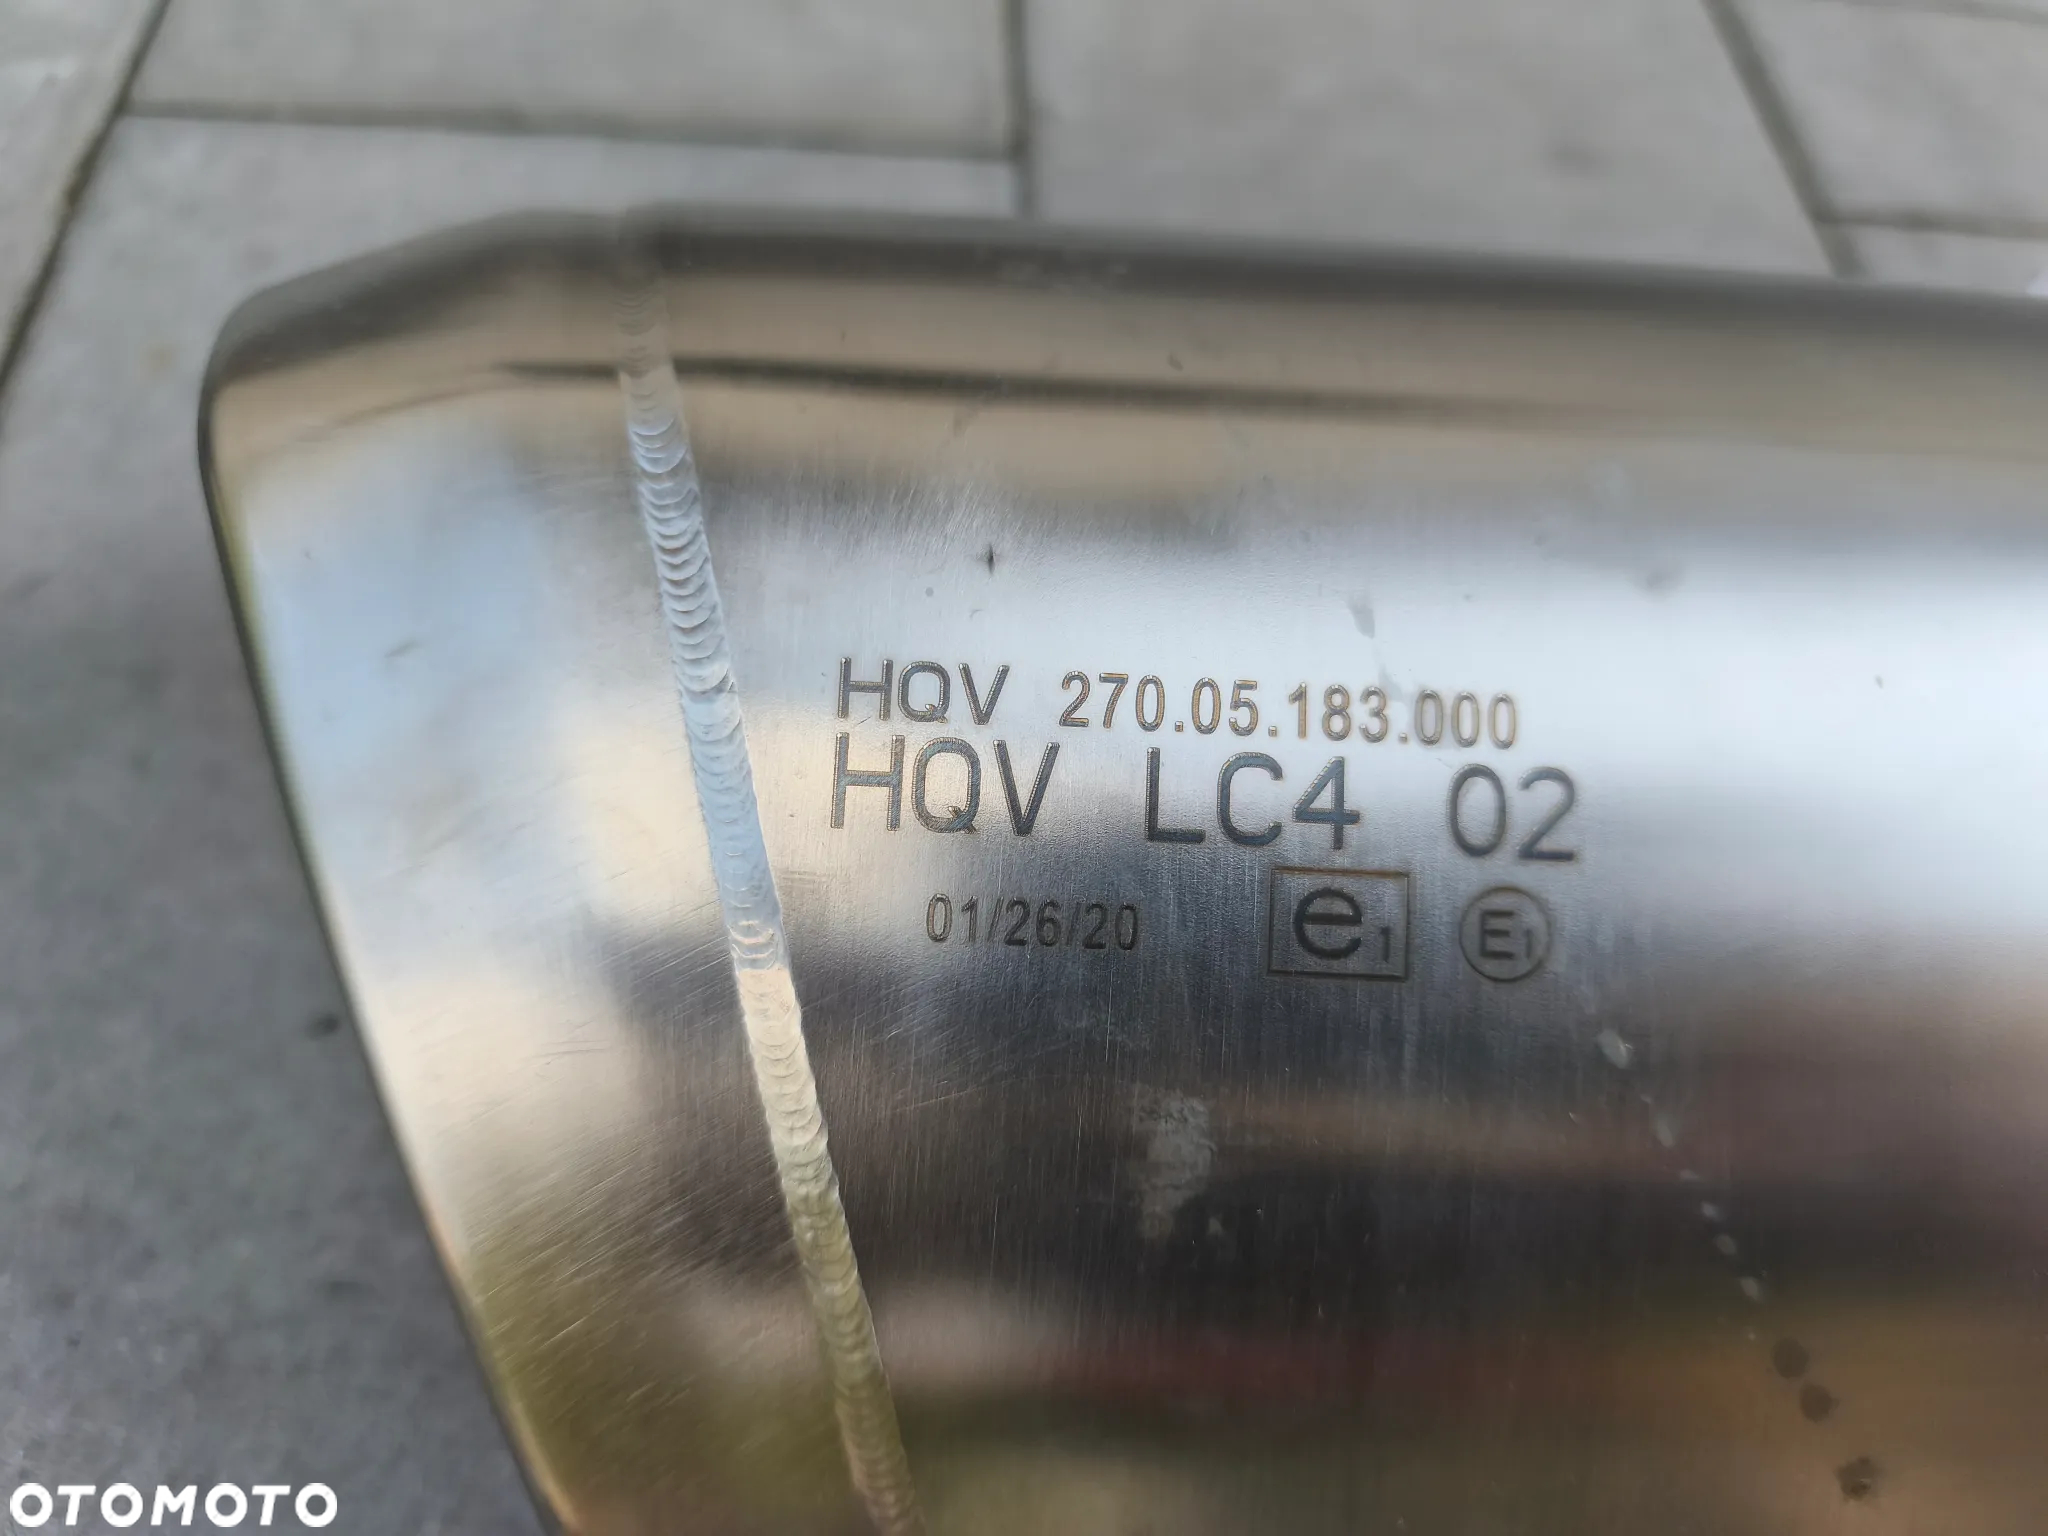 HQV 270.05.183.000
HQV LC4 02
01/26/20 e1 E1
OTOMOTO